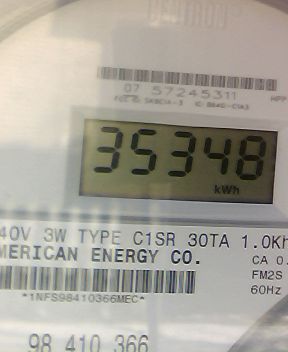 CENTRON
07 57245311
35348
kWh
40V 3W TYPE C1SR 30TA 1.0Kh
MERICAN ENERGY CO.
CA 0.
FM2S
60Hz
*1NFS98410366MEC*
98 410 366